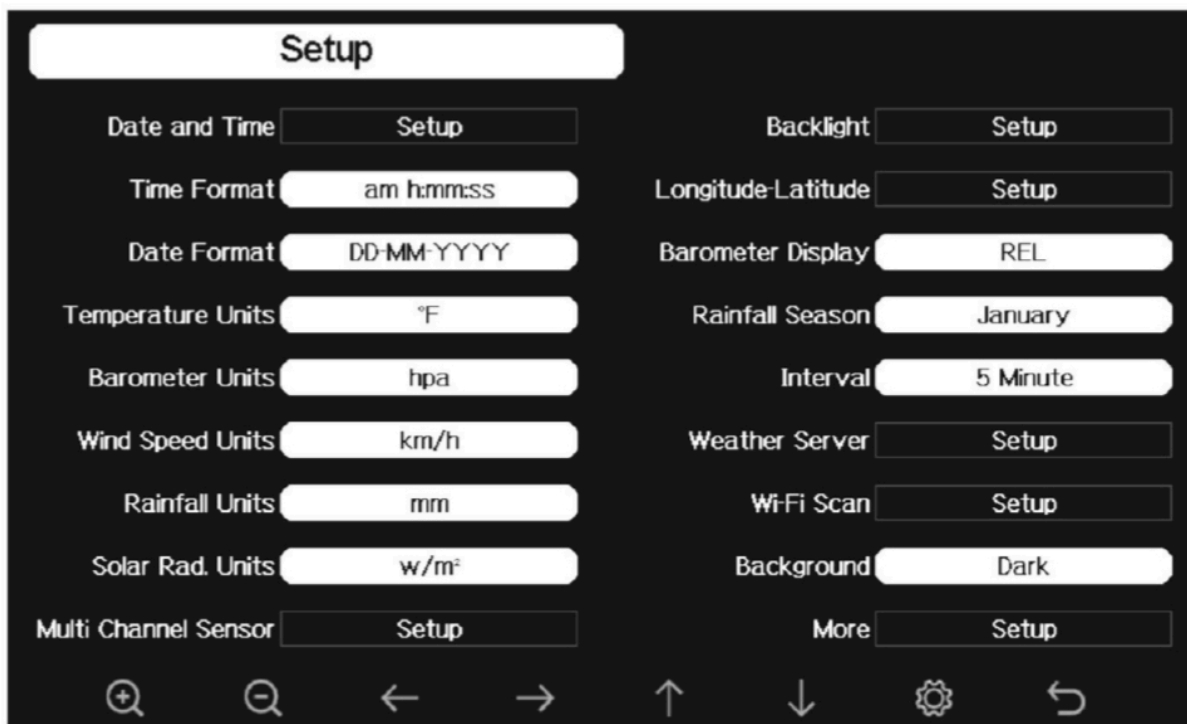 Setup
Date and Time Setup
Time Format am h:mm:ss
Date Format DD-MM-YYYY
Temperature Units °F
Barometer Units hpa
Wind Speed Units km/h
Rainfall Units mm
Solar Rad. Units w/m²
Multi Channel Sensor Setup
Backlight Setup
Longitude-Latitude Setup
Barometer Display REL
Rainfall Season January
Interval 5 Minute
Weather Server Setup
Wi-Fi Scan Setup
Background Dark
More Setup